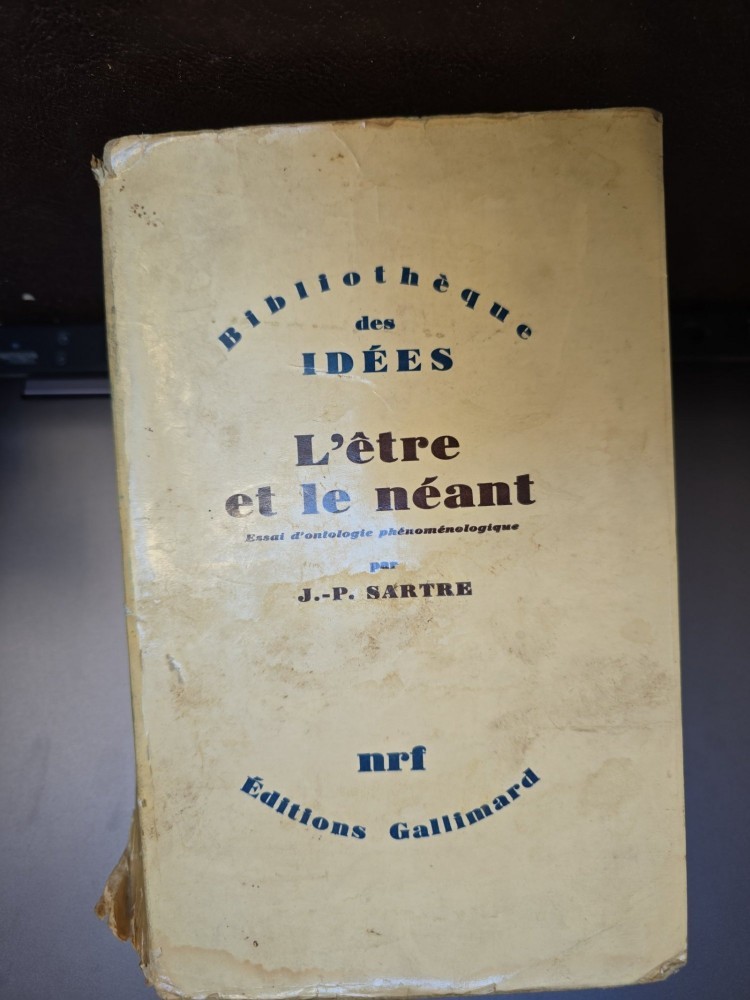 Bibliothèque
des
IDÉES
L'être
et le néant
Essai d'ontologie phénoménologique
par
J.-P. SARTRE
nrf
Éditions Gallimard